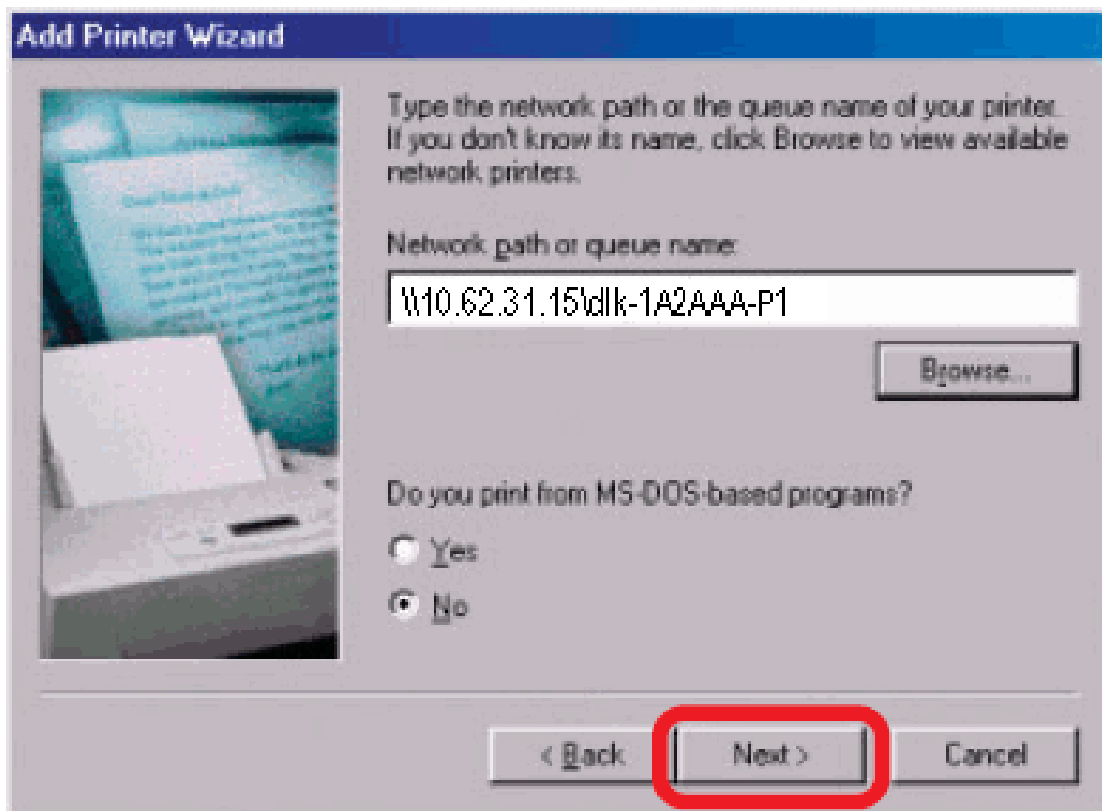 Add Printer Wizard
Type the network path or the queue name of your printer.
If you don't know its name, click Browse to view available
network printers.
Network path or queue name:
\\10.62.31.15\dlk-1A2AAA-P1
Browse...
Do you print from MS-DOS-based programs?
Yes
No
< Back
Next >
Cancel